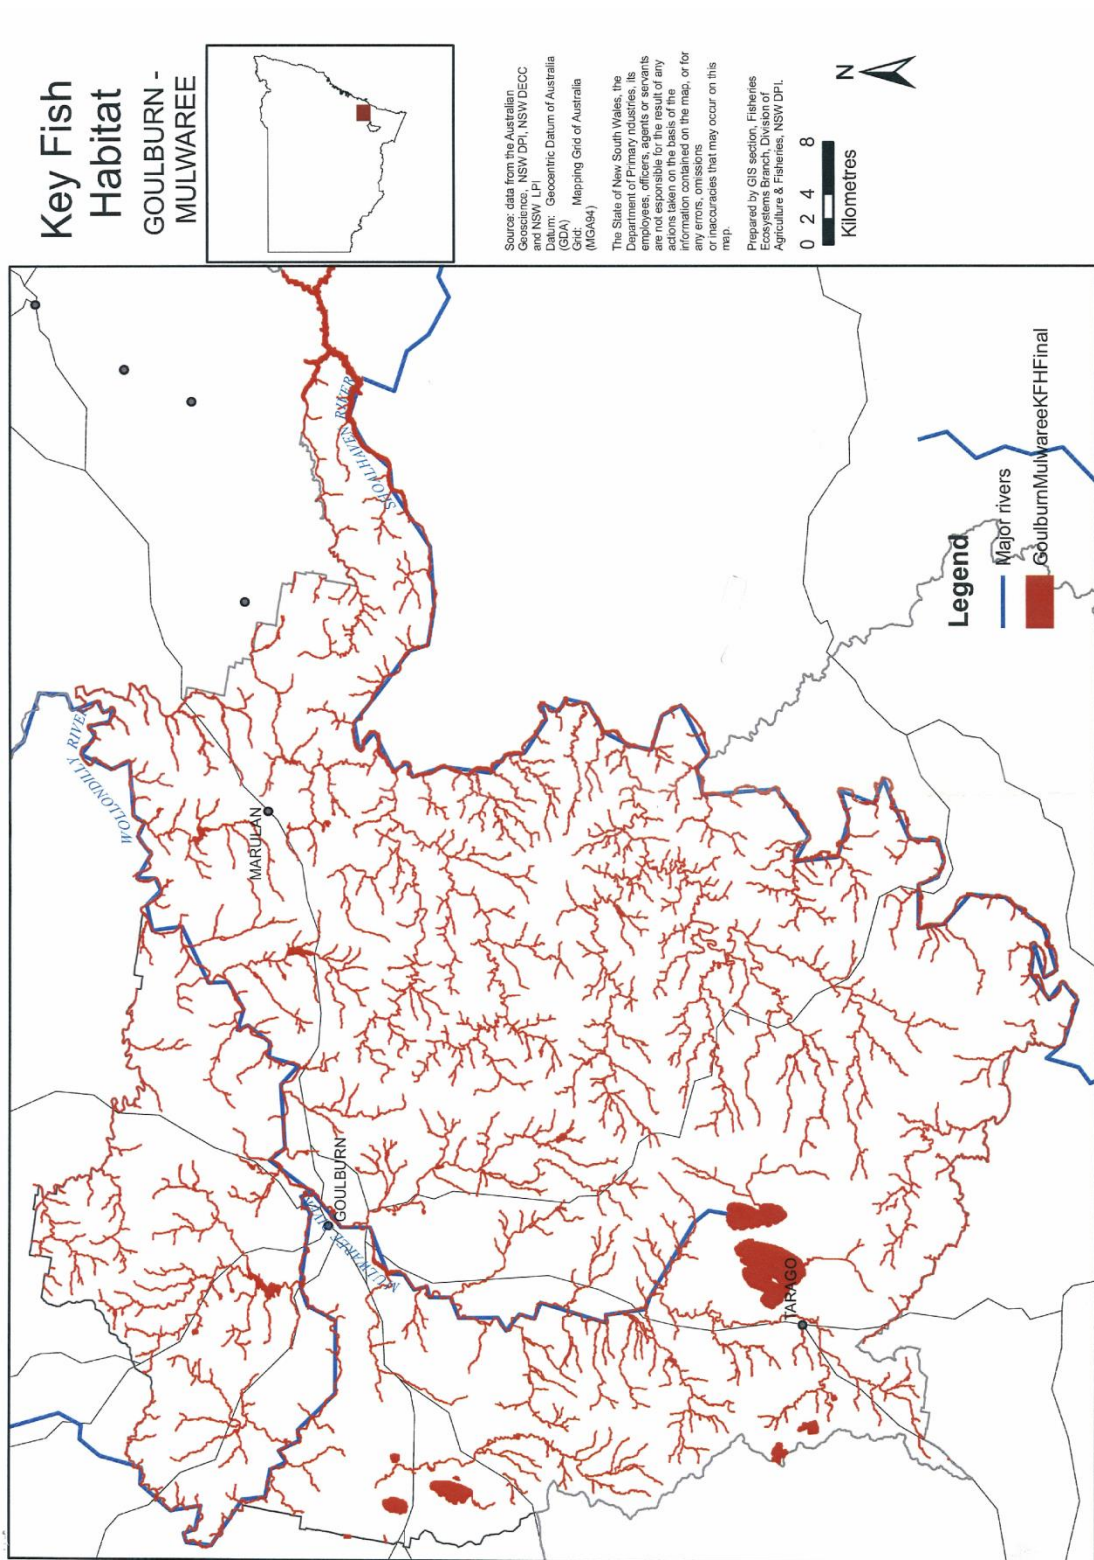 Key Fish
Habitat
GOULBURN -
MULWAREE
Source: data from the Australian
Geoscience, NSW DPI, NSW DECC
and NSW LPI
Datum: Geocentric Datum of Australia
(GDA)
Grid: Mapping Grid of Australia
(MGA94)
The State of New South Wales, the
Department of Primary ndustries, its
employees, officers, agents or servants
are not esponsible for the result of any
actions taken on the basis of the
information contained on the map, or for
any errors, omissions
or inaccuracies that may occur on this
map.
Prepared by GIS section, Fisheries
Ecosystems Branch, Division of
Agriculture & Fisheries, NSW DPI.
0 2 4 8
Kilometres
N
WOLLONDILLY RIVER
SHOALHAVEN RIVER
MARULAN
GOULBURN
MULWAREE
TARAGO
Legend
Major rivers
GoulburnMulwareeKFHFinal